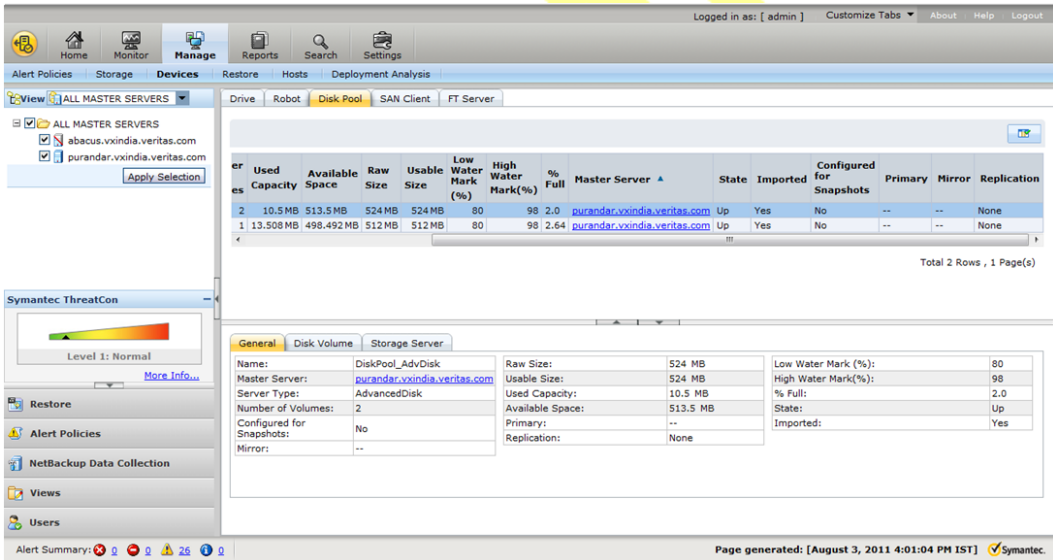 Logged in as: [ admin ] Customize Tabs About Help Logout
Home Monitor Manage Reports Search Settings
Alert Policies Storage Devices Restore Hosts Deployment Analysis
View ALL MASTER SERVERS
ALL MASTER SERVERS
abacus.vxindia.veritas.com
purandar.vxindia.veritas.com
Apply Selection
Drive Robot Disk Pool SAN Client FT Server
er es Used Capacity Available Space Raw Size Usable Size Low Water Mark (%) High Water Mark(%) % Full Master Server State Imported Configured for Snapshots Primary Mirror Replication
2 10.5 MB 513.5 MB 524 MB 524 MB 80 98 2.0 purandar.vxindia.veritas.com Up Yes No -- -- None
1 13.508 MB 498.492 MB 512 MB 512 MB 80 98 2.64 purandar.vxindia.veritas.com Up Yes No -- -- None
Total 2 Rows , 1 Page(s)
Symantec ThreatCon
Level 1: Normal
More Info...
Restore
Alert Policies
NetBackup Data Collection
Views
Users
General Disk Volume Storage Server
Name: DiskPool_AdvDisk Raw Size: 524 MB Low Water Mark (%): 80
Master Server: purandar.vxindia.veritas.com Usable Size: 524 MB High Water Mark(%): 98
Server Type: AdvancedDisk Used Capacity: 10.5 MB % Full: 2.0
Number of Volumes: 2 Available Space: 513.5 MB State: Up
Configured for Snapshots: No Primary: -- Imported: Yes
Mirror: -- Replication: None
Alert Summary: 0 0 26 0
Page generated: [August 3, 2011 4:01:04 PM IST] Symantec.